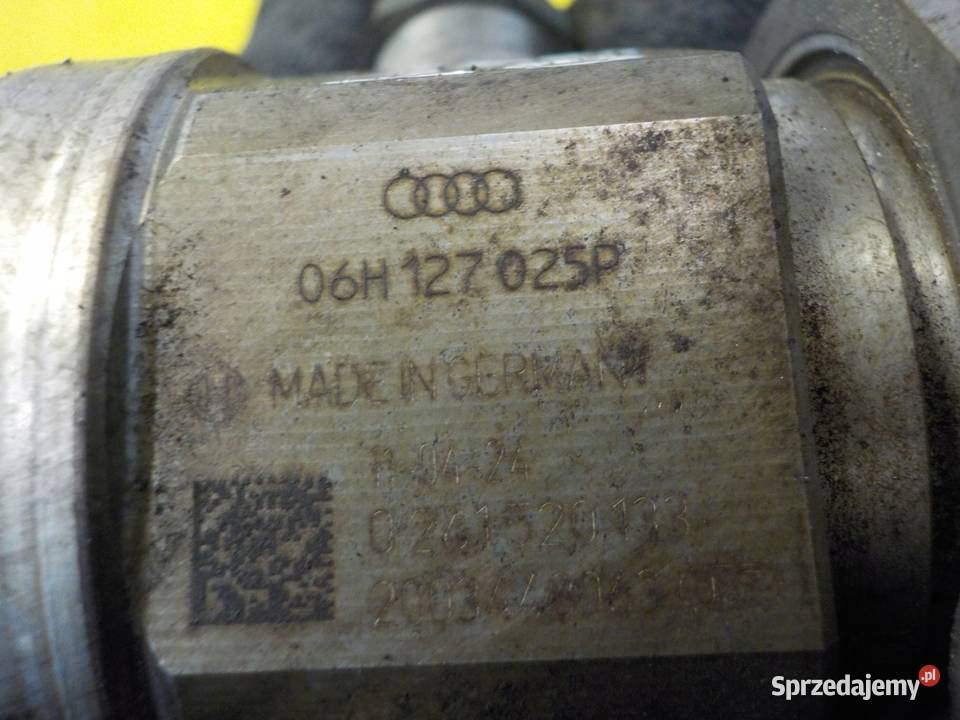 06H 127 025P
MADE IN GERMANY
11-04-24
0 261 520 133
Sprzedajemy.pl